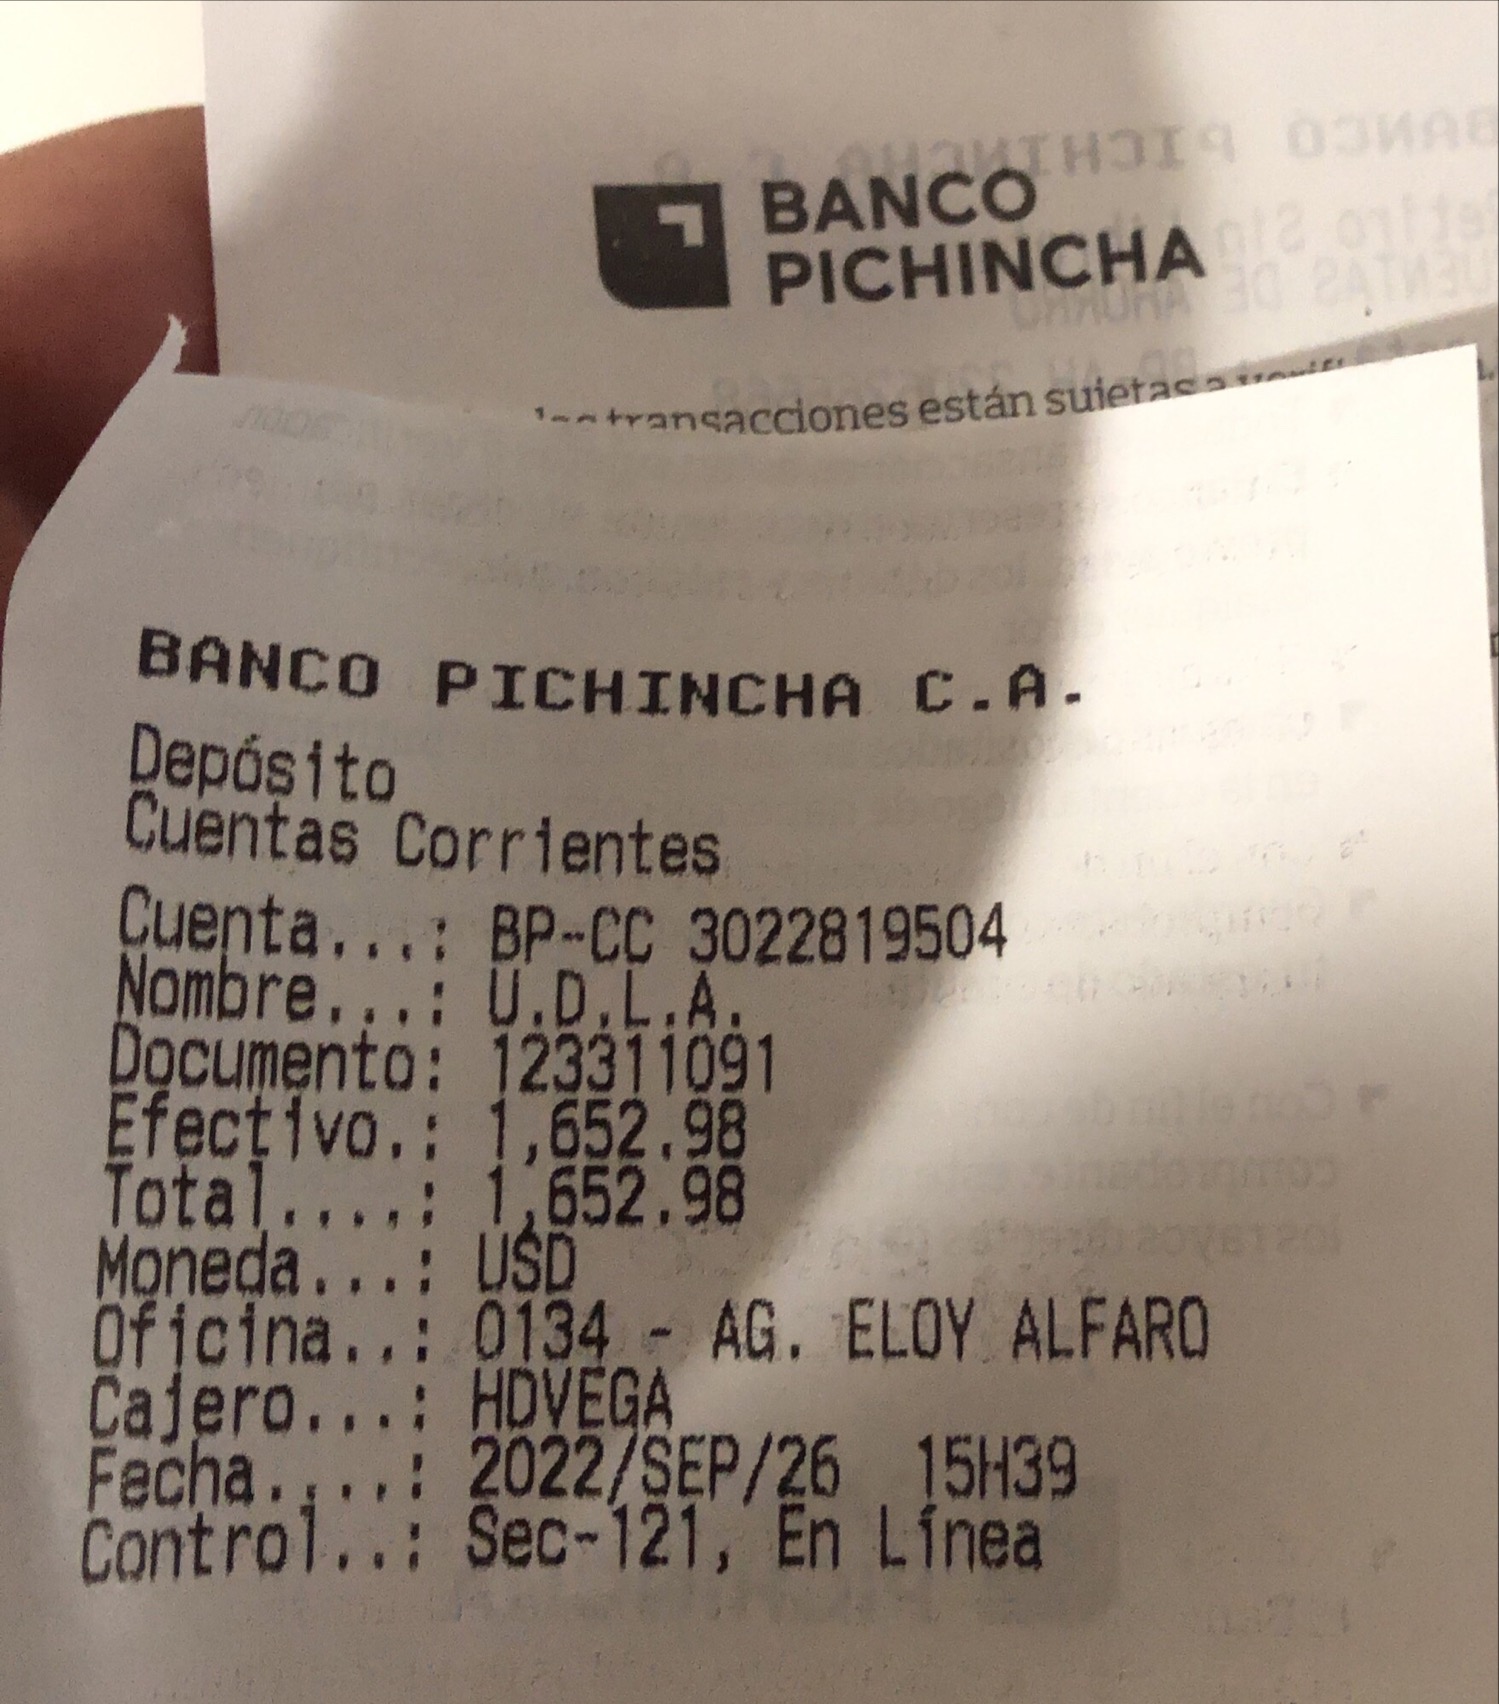 BANCO
PICHINCHA
transacciones están sujetas a
BANCO PICHINCHA C.A.
Depósito
Cuentas Corrientes
Cuenta...: BP-CC 3022819504
Nombre...: U.D.L.A.
Documento: 123311091
Efectivo.: 1,652.98
Total....: 1,652.98
Moneda...: USD
Oficina..: 0134 - AG. ELOY ALFARO
Cajero...: HDVEGA
Fecha....: 2022/SEP/26 15H39
Control..: Sec-121, En Línea